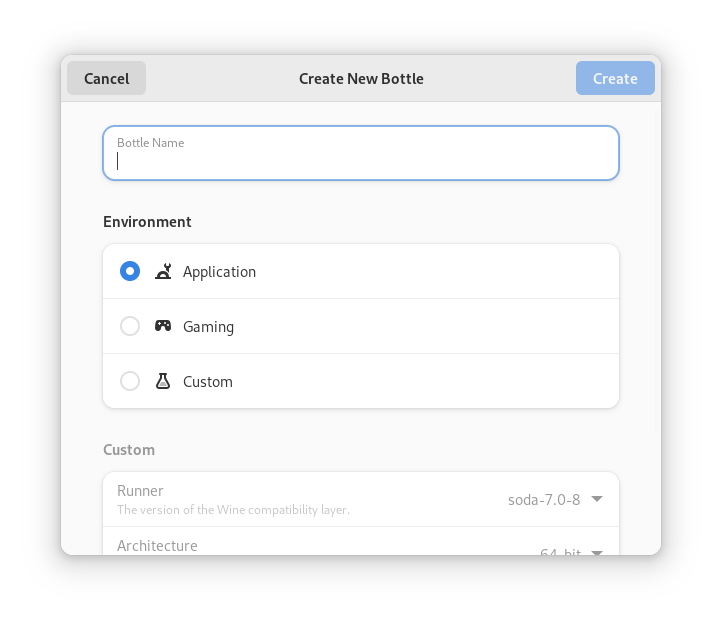 Cancel
Create New Bottle
Create
Bottle Name
Environment
Application
Gaming
Custom
Custom
Runner
The version of the Wine compatibility layer.
soda-7.0-8
Architecture
64-bit